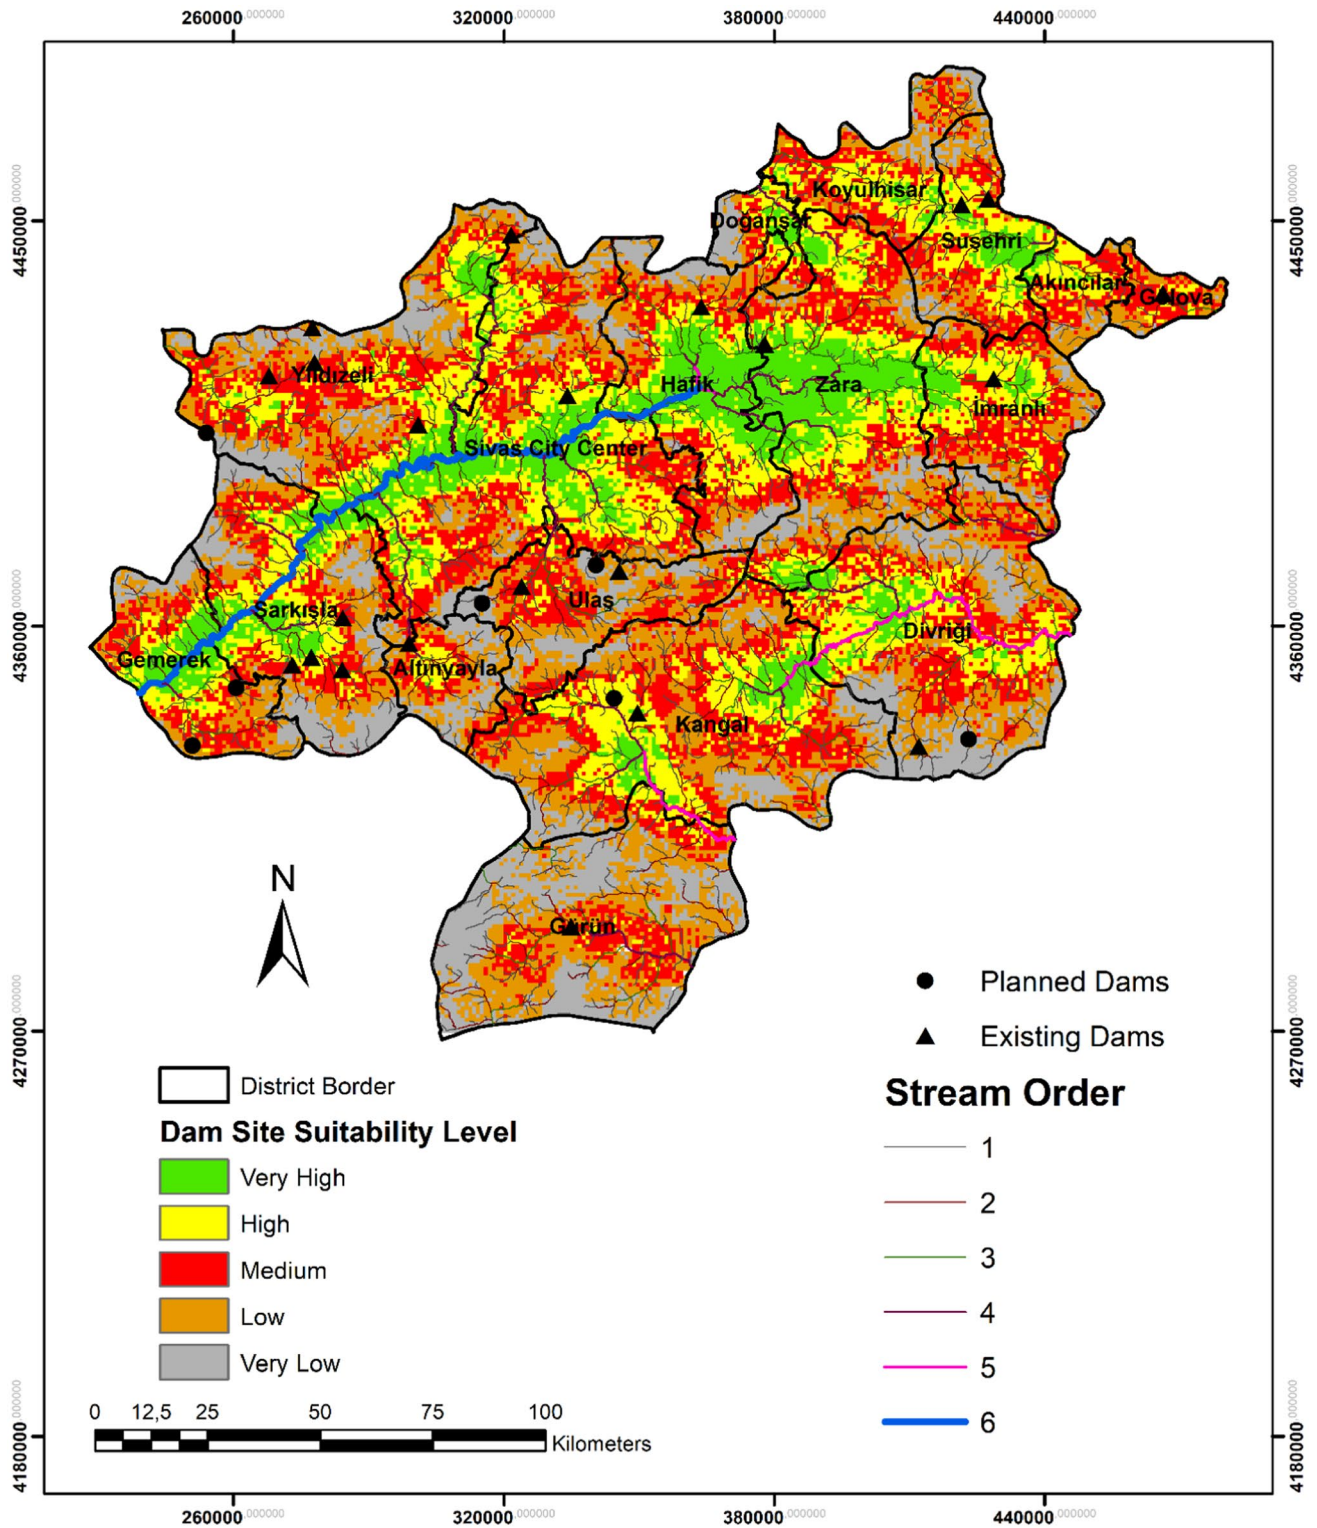 260000,000000 320000,000000 380000,000000 440000,000000
4450000,000000
4450000,000000
Koyulhisar
Doğanşar
Suşehri
Akıncılar
Gölova
Yıldızeli
Hafik
Zara
İmranlı
Sivas City Center
Ulaş
Şarkışla
Divriği
Gemerek
Altınyayla
Kangal
4360000,000000
4360000,000000
N
Gürün
Planned Dams
Existing Dams
4270000,000000
4270000,000000
District Border
Dam Site Suitability Level
Very High
High
Medium
Low
Very Low
Stream Order
1
2
3
4
5
6
0 12,5 25 50 75 100
Kilometers
4180000,000000
4180000,000000
260000,000000 320000,000000 380000,000000 440000,000000